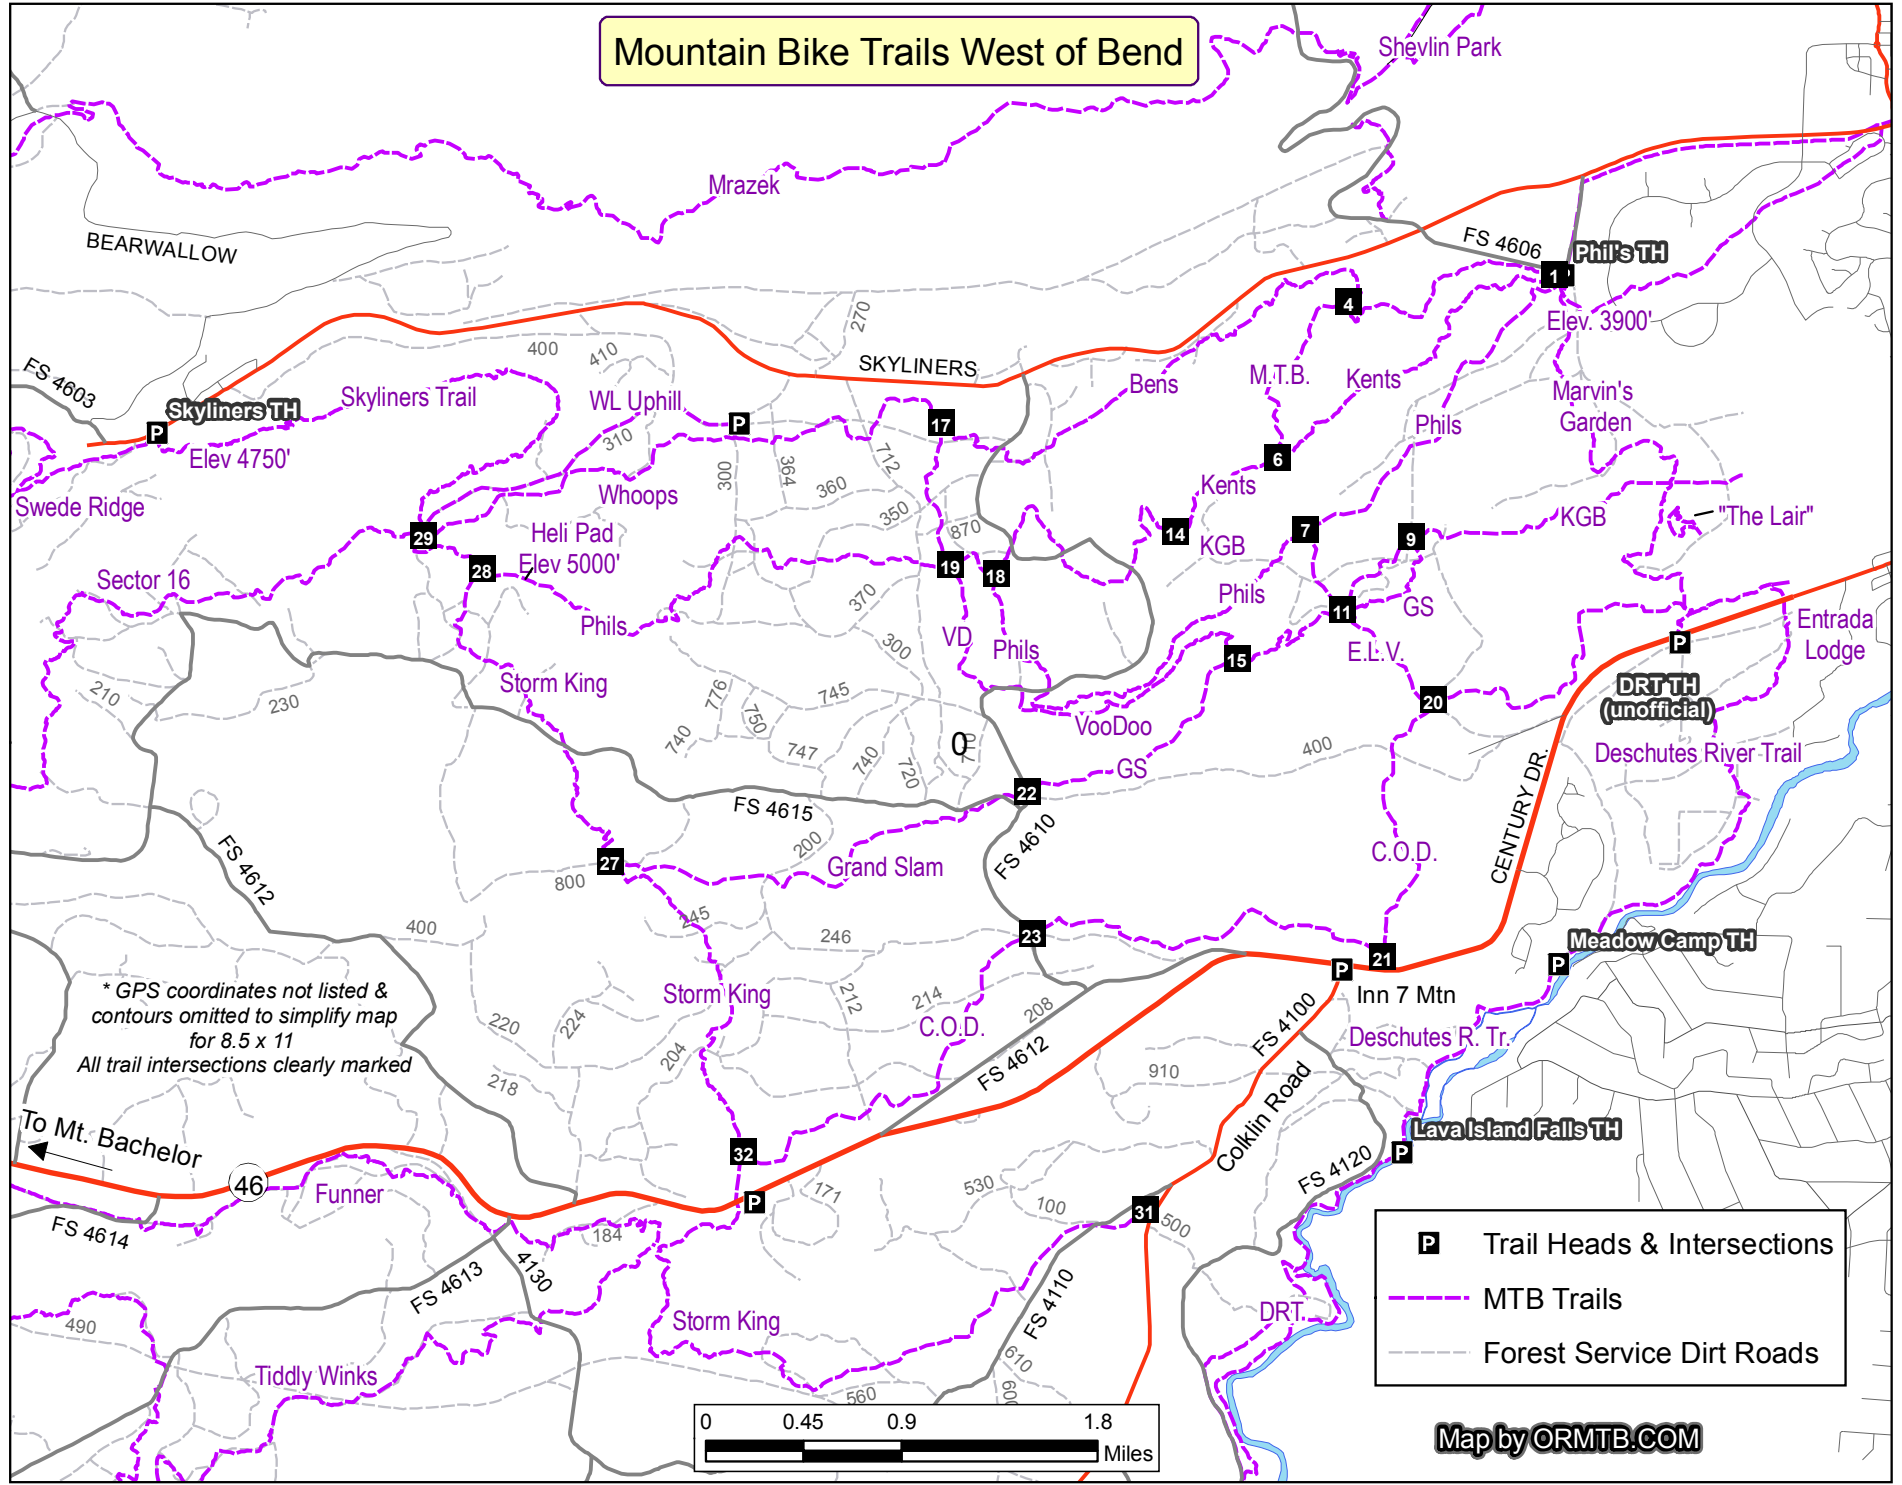 Mountain Bike Trails West of Bend
Shevlin Park
Mrazek
BEARWALLOW
FS 4606
Phil's TH
1
Elev. 3900'
270
4
SKYLINERS
400
410
FS 4603
Skyliners TH
P
Elev 4750'
Skyliners Trail
WL Uphill
P
310
17
Bens
M.T.B.
Kents
Phils
Marvin's
Garden
6
Kents
Swede Ridge
Whoops
300
364
712
360
350
870
14
KGB
7
9
KGB
"The Lair"
29
Heli Pad
Elev 5000'
28
19
18
Sector 16
Phils
370
VD
Phils
300
Phils
11
GS
E.L.V.
15
Entrada
Lodge
P
DRT TH
(unofficial)
Storm King
210
230
776
745
750
740
747
740
720
0
VooDoo
20
400
GS
22
Deschutes River Trail
CENTURY DR.
FS 4615
200
FS 4610
FS 4612
27
800
Grand Slam
C.O.D.
400
245
246
23
21
Meadow Camp TH
P
P
Inn 7 Mtn
* GPS coordinates not listed &
contours omitted to simplify map
for 8.5 x 11
All trail intersections clearly marked
Storm King
212
214
C.O.D.
208
FS 4612
FS 4100
Deschutes R. Tr.
220
224
204
218
910
Colklin Road
To Mt. Bachelor
Lava Island Falls TH
P
FS 4120
32
46
Funner
P
171
530
100
31
500
FS 4614
184
FS 4613
4130
FS 4110
DRT.
490
Storm King
Tiddly Winks
610
600
560
P Trail Heads & Intersections
MTB Trails
Forest Service Dirt Roads
0 0.45 0.9 1.8
Miles
Map by ORMTB.COM